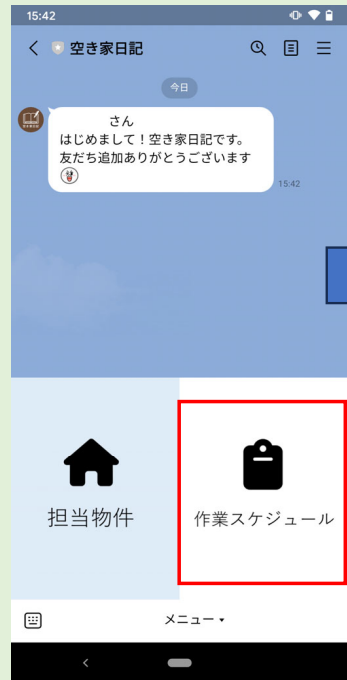 15:42
空き家日記
今日
さん
はじめまして！空き家日記です。
友だち追加ありがとうございます
15:42
担当物件
作業スケジュール
メニュー